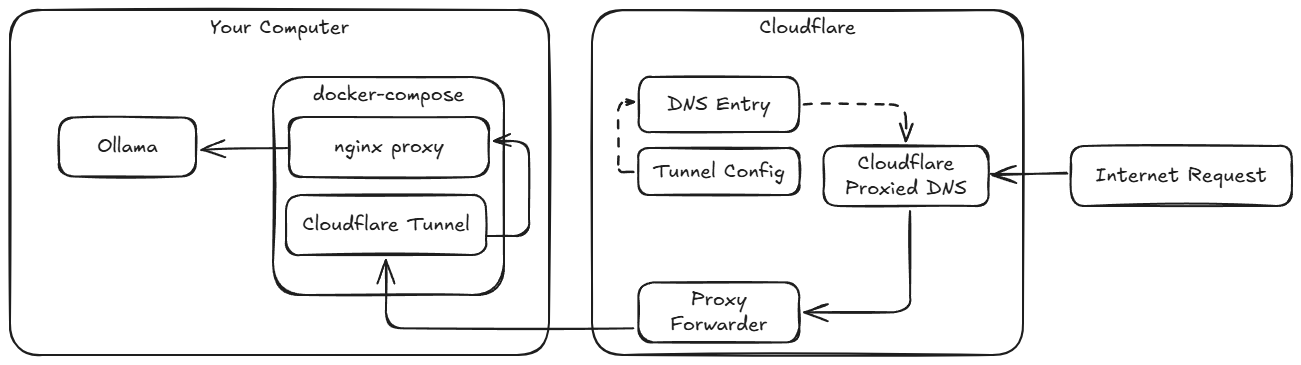 Your Computer
docker-compose
Ollama
nginx proxy
Cloudflare Tunnel
Cloudflare
DNS Entry
Tunnel Config
Cloudflare
Proxied DNS
Proxy
Forwarder
Internet Request